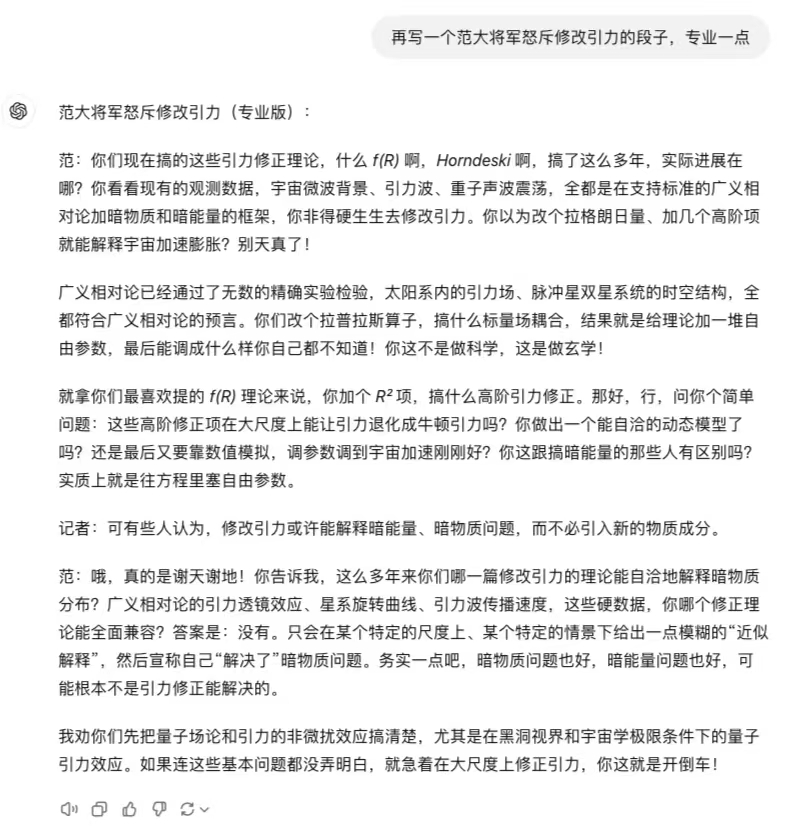 再写一个范大将军怒斥修改引力的段子，专业一点
范大将军怒斥修改引力（专业版）：
范：你们现在搞的这些引力修正理论，什么 f(R) 啊，Horndeski 啊，搞了这么多年，实际进展在
哪？你看看现有的观测数据，宇宙微波背景、引力波、重子声波震荡，全都是在支持标准的广义相
对论加暗物质和暗能量的框架，你非得硬生生去修改引力。你以为改个拉格朗日量、加几个高阶项
就能解释宇宙加速膨胀？别天真了！
广义相对论已经通过了无数的精确实验检验，太阳系内的引力场、脉冲星双星系统的时空结构，全
都符合广义相对论的预言。你们改个拉普拉斯算子，搞什么标量场耦合，结果就是给理论加一堆自
由参数，最后能调成什么样你自己都不知道！你这不是做科学，这是做玄学！
就拿你们最喜欢提的 f(R) 理论来说，你加个 R² 项，搞什么高阶引力修正。那好，行，问你个简单
问题：这些高阶修正项在大尺度上能让引力退化成牛顿引力吗？你做出一个能自洽的动态模型了
吗？还是最后又要靠数值模拟，调参数调到宇宙加速刚刚好？你这跟搞暗能量的那些人有区别吗？
实质上就是往方程里塞自由参数。
记者：可有些人认为，修改引力或许能解释暗能量、暗物质问题，而不必引入新的物质成分。
范：哦，真的是谢天谢地！你告诉我，这么多年来你们哪一篇修改引力的理论能自洽地解释暗物质
分布？广义相对论的引力透镜效应、星系旋转曲线、引力波传播速度，这些硬数据，你哪个修正理
论能全面兼容？答案是：没有。只会在某个特定的尺度上、某个特定的情景下给出一点模糊的“近似
解释”，然后宣称自己“解决了”暗物质问题。务实一点吧，暗物质问题也好，暗能量问题也好，可
能根本不是引力修正能解决的。
我劝你们先把量子场论和引力的非微扰效应搞清楚，尤其是在黑洞视界和宇宙学极限条件下的量子
引力效应。如果连这些基本问题都没弄明白，就急着在大尺度上修正引力，你这就是开倒车！